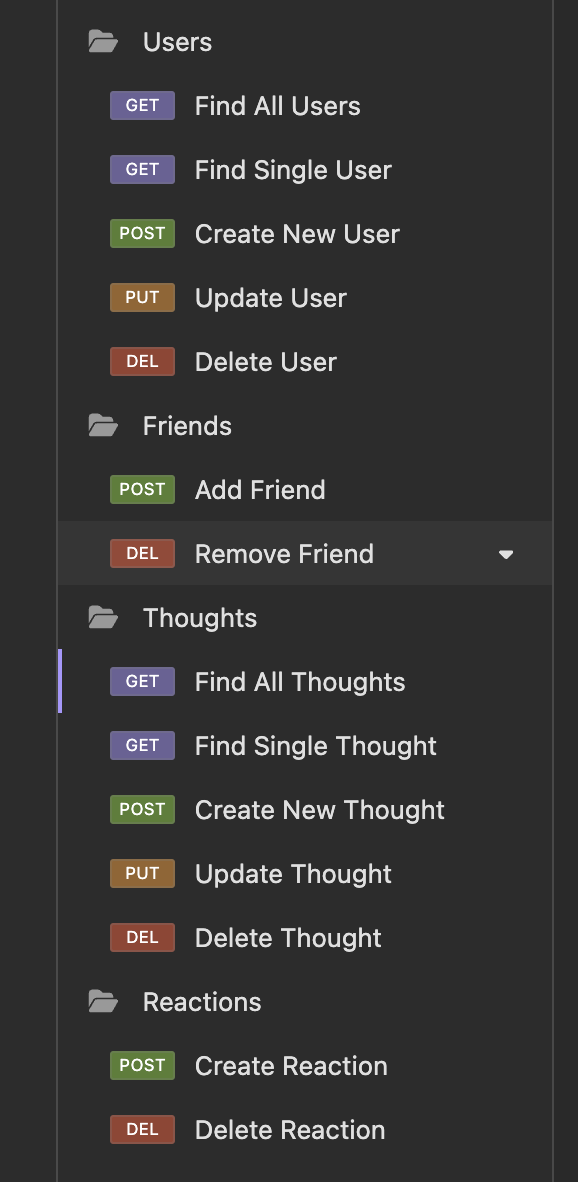 Users
GET Find All Users
GET Find Single User
POST Create New User
PUT Update User
DEL Delete User
Friends
POST Add Friend
DEL Remove Friend
Thoughts
GET Find All Thoughts
GET Find Single Thought
POST Create New Thought
PUT Update Thought
DEL Delete Thought
Reactions
POST Create Reaction
DEL Delete Reaction